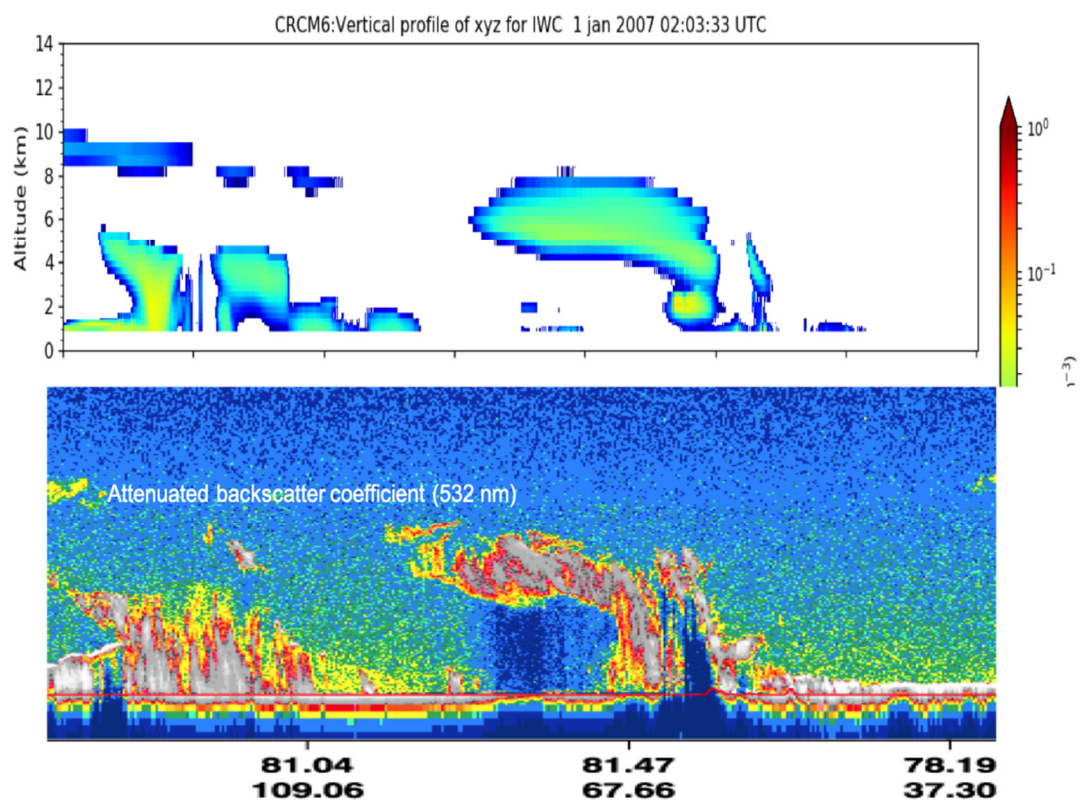 CRCM6:Vertical profile of xyz for IWC 1 jan 2007 02:03:33 UTC
14
12
10
8
6
4
2
0
Altitude (km)
10⁰
10⁻¹
⁻³)
Attenuated backscatter coefficient (532 nm)
81.04 81.47 78.19
109.06 67.66 37.30